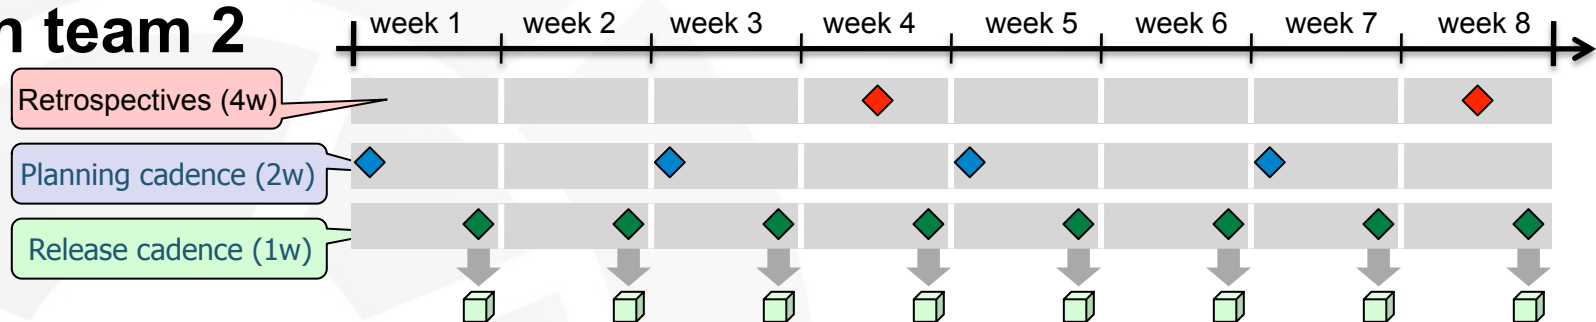 n team 2
week 1 week 2 week 3 week 4 week 5 week 6 week 7 week 8
Retrospectives (4w)
Planning cadence (2w)
Release cadence (1w)